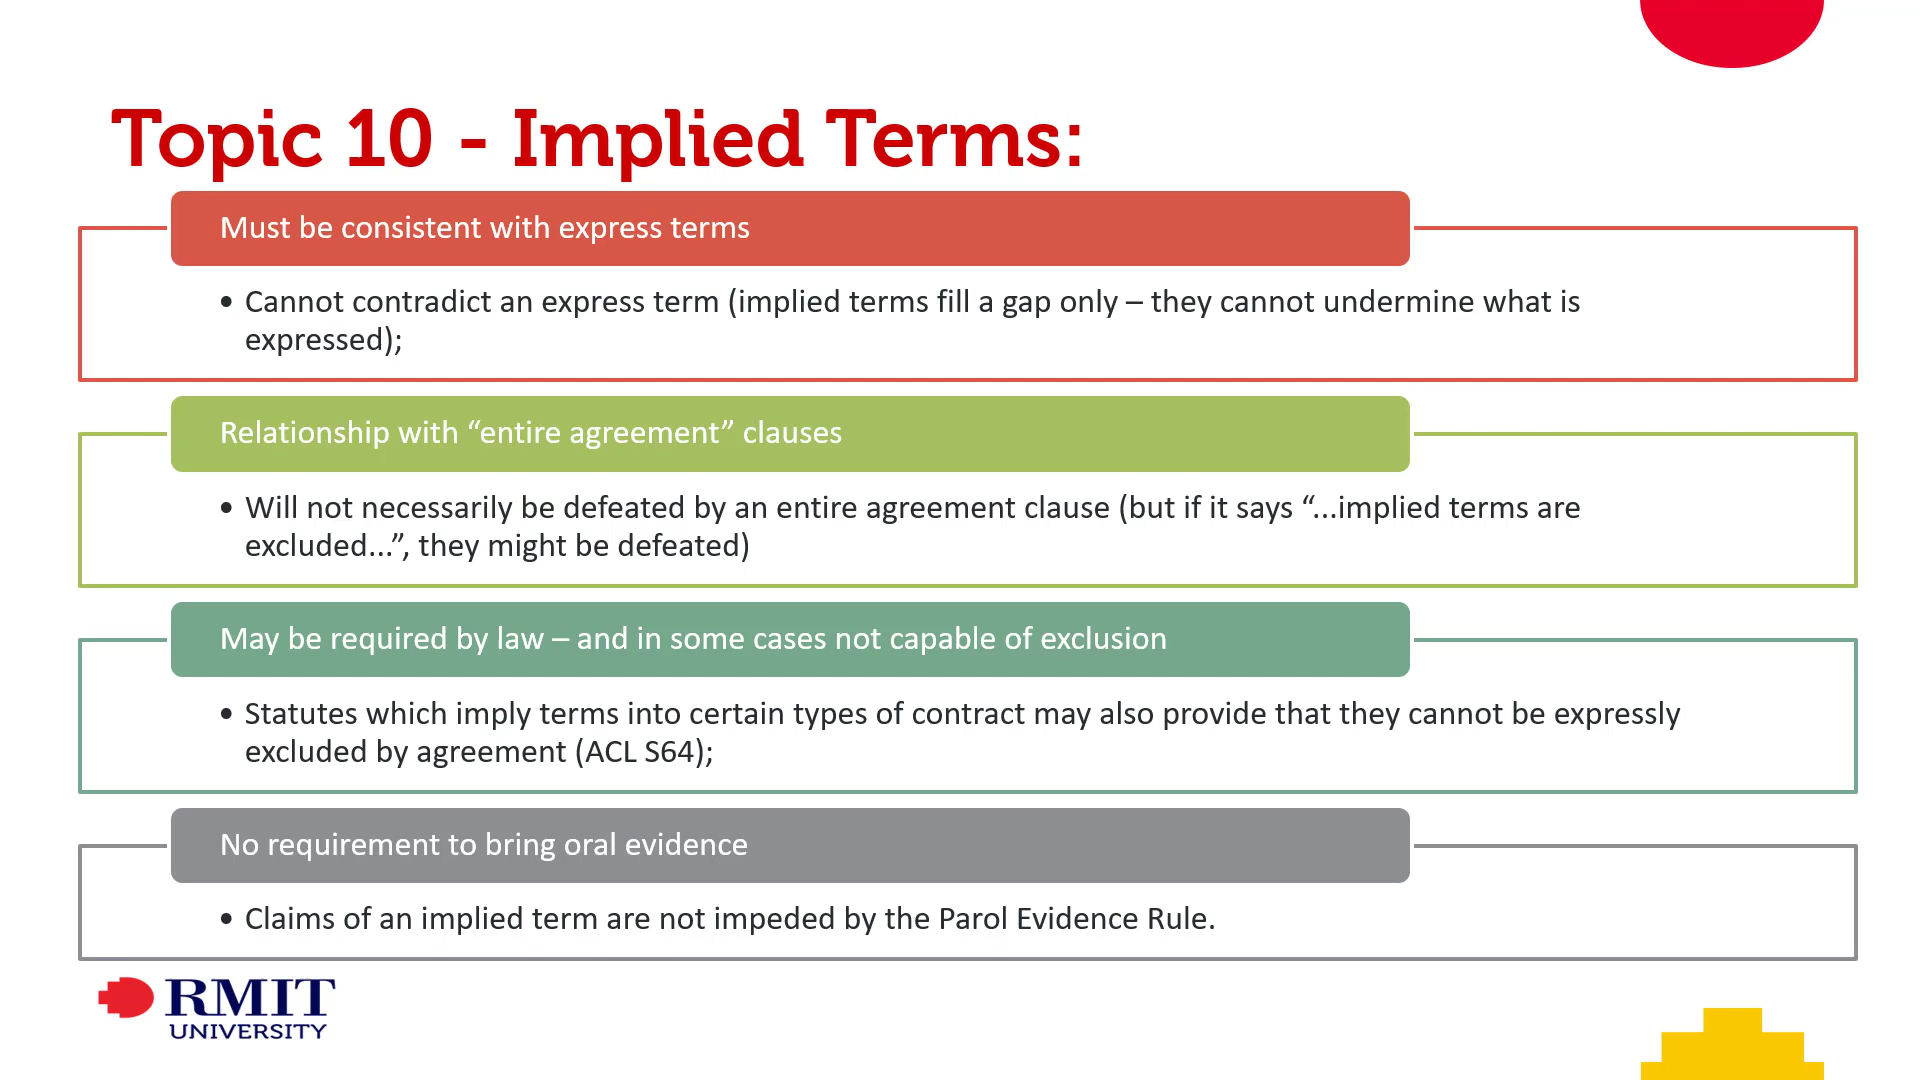 Topic 10 - Implied Terms:
Must be consistent with express terms
• Cannot contradict an express term (implied terms fill a gap only – they cannot undermine what is
expressed);
Relationship with “entire agreement” clauses
• Will not necessarily be defeated by an entire agreement clause (but if it says “...implied terms are
excluded...”, they might be defeated)
May be required by law – and in some cases not capable of exclusion
• Statutes which imply terms into certain types of contract may also provide that they cannot be expressly
excluded by agreement (ACL S64);
No requirement to bring oral evidence
• Claims of an implied term are not impeded by the Parol Evidence Rule.
RMIT
UNIVERSITY